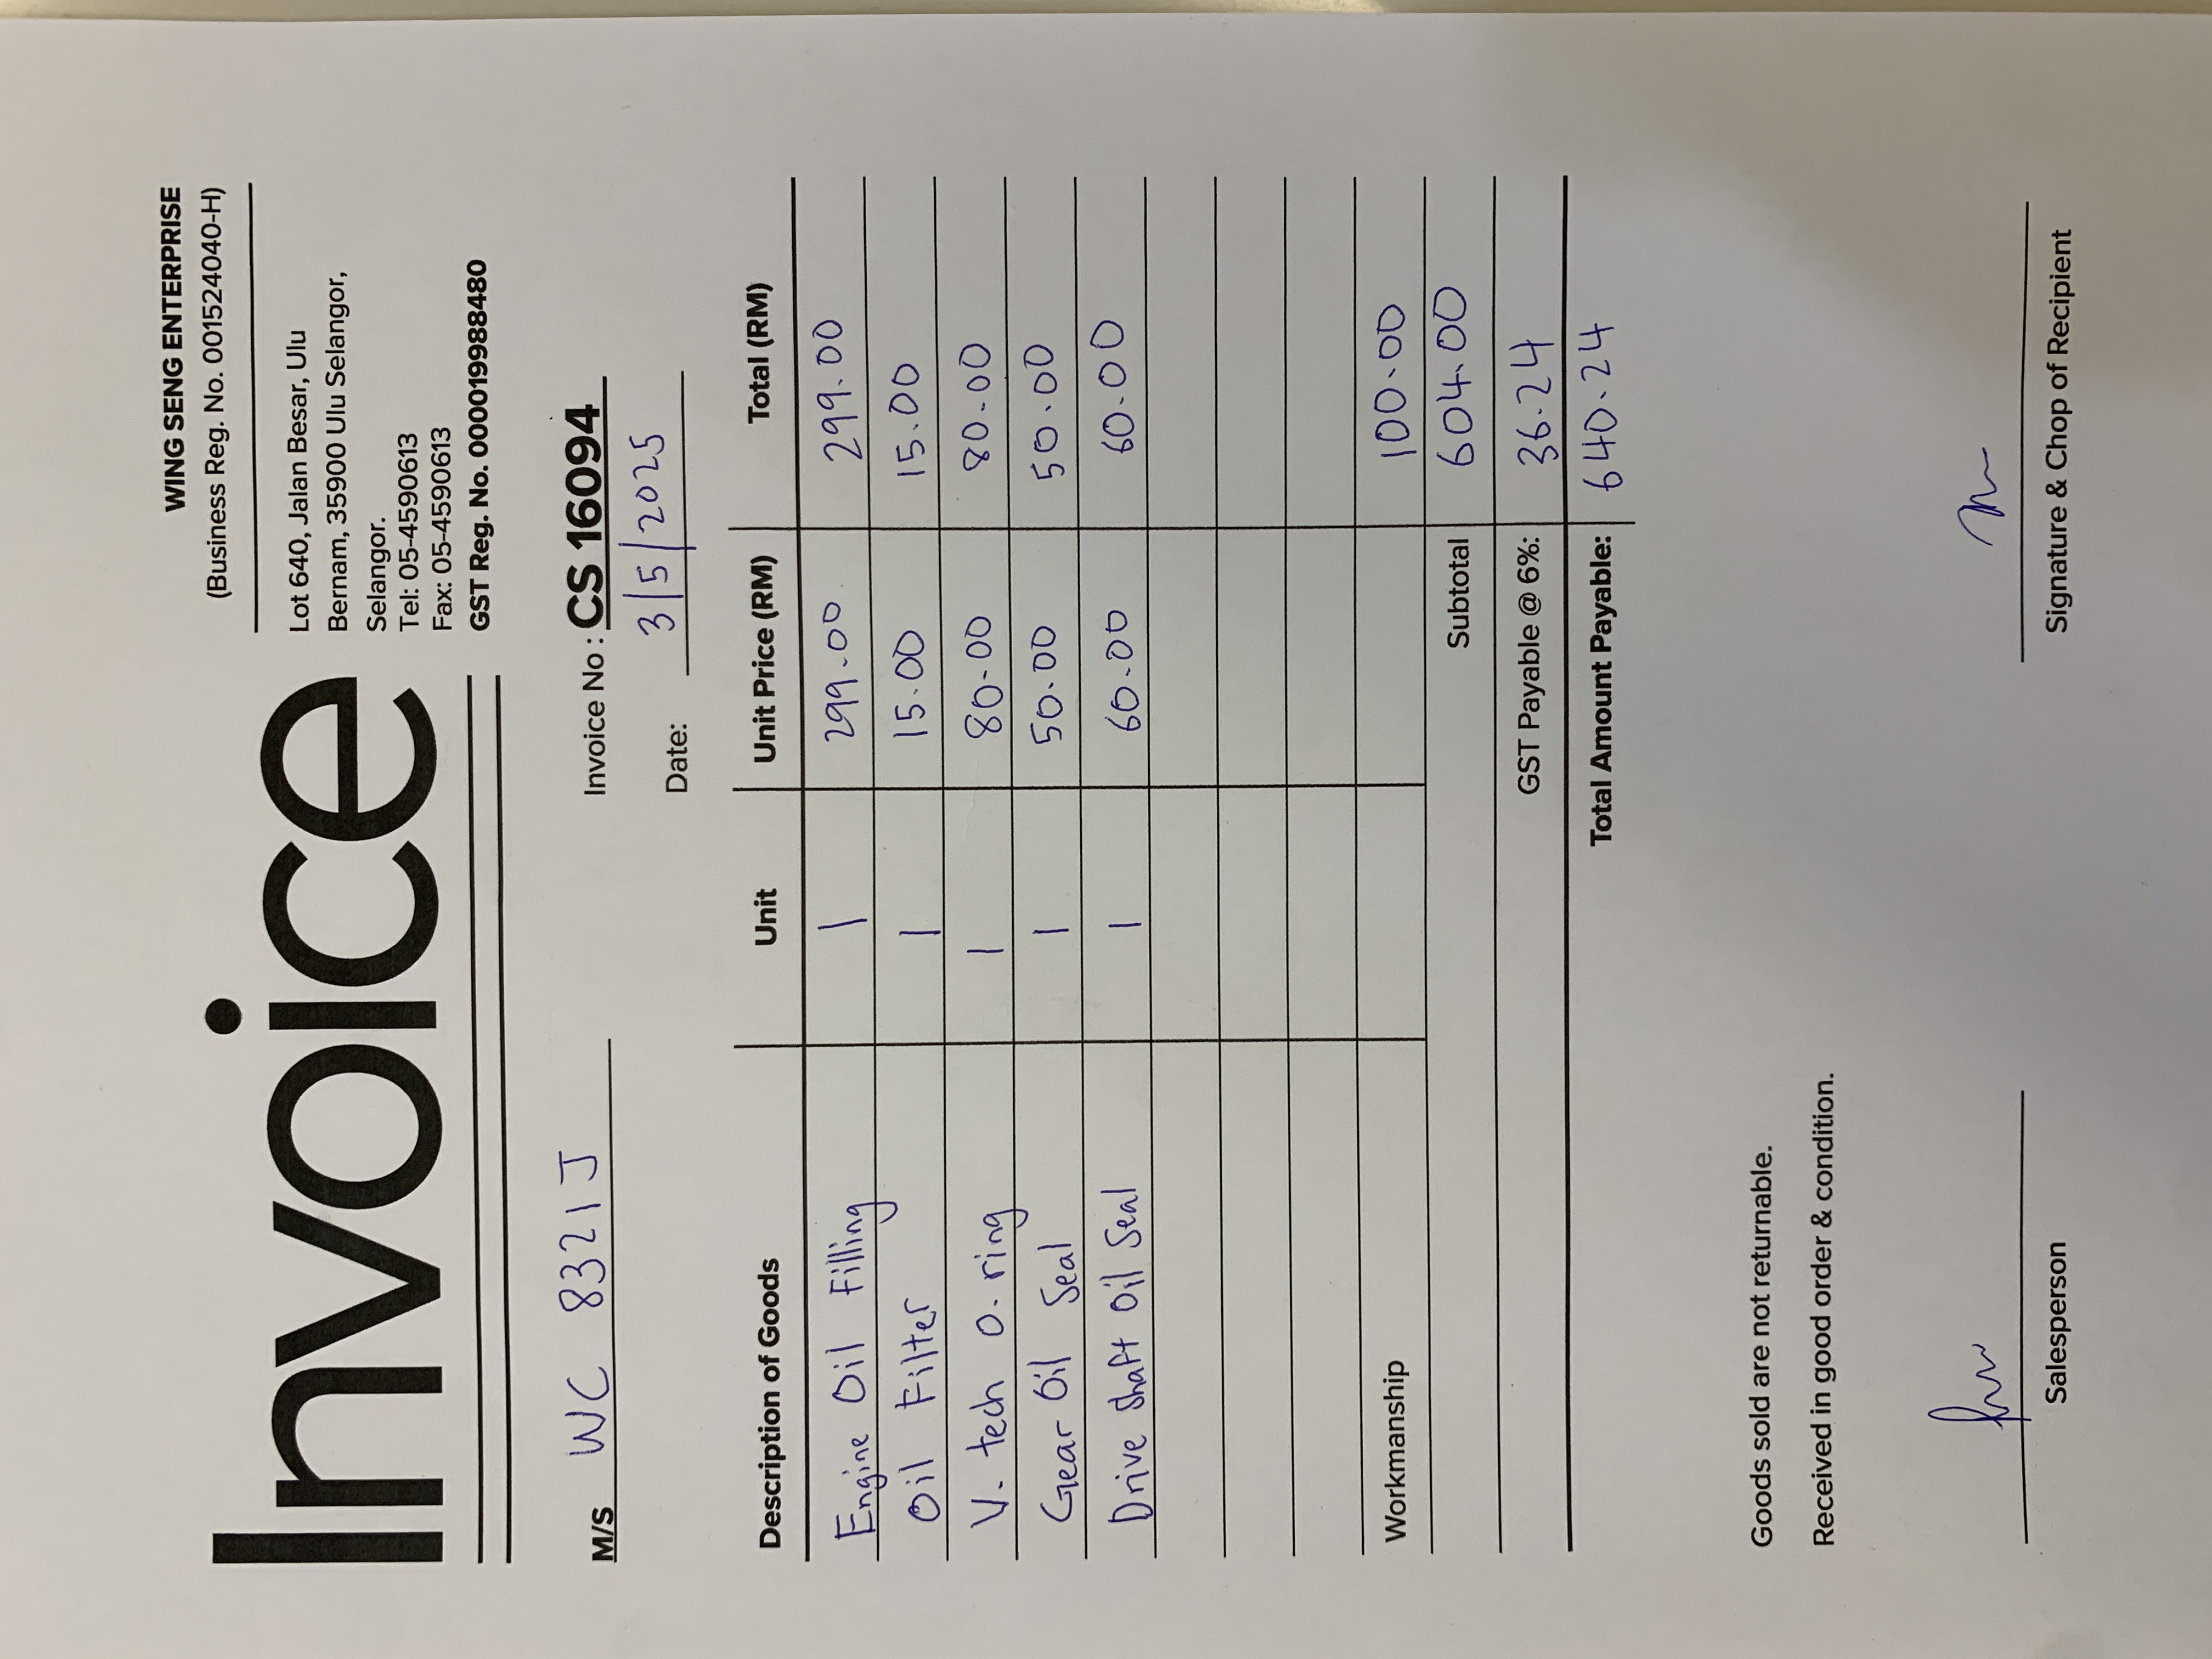 Invoice
WING SENG ENTERPRISE
(Business Reg. No. 001524040-H)
Lot 640, Jalan Besar, Ulu
Bernam, 35900 Ulu Selangor,
Selangor.
Tel: 05-4590613
Fax: 05-4590613
GST Reg. No. 000019988480
M/S WC 8321J
Invoice No : CS 16094
Date: 3/5/2025
Description of Goods Unit Unit Price (RM) Total (RM)
Engine Oil Filling 1 299.00 299.00
Oil Filter 1 15.00 15.00
V. tech O. ring 1 80.00 80.00
Gear Oil Seal 1 50.00 50.00
Drive Shaft Oil Seal 1 60.00 60.00
Workmanship 100.00
Subtotal 604.00
GST Payable @ 6%: 36.24
Total Amount Payable: 640.24
Goods sold are not returnable.
Received in good order & condition.
Salesperson Signature & Chop of Recipient